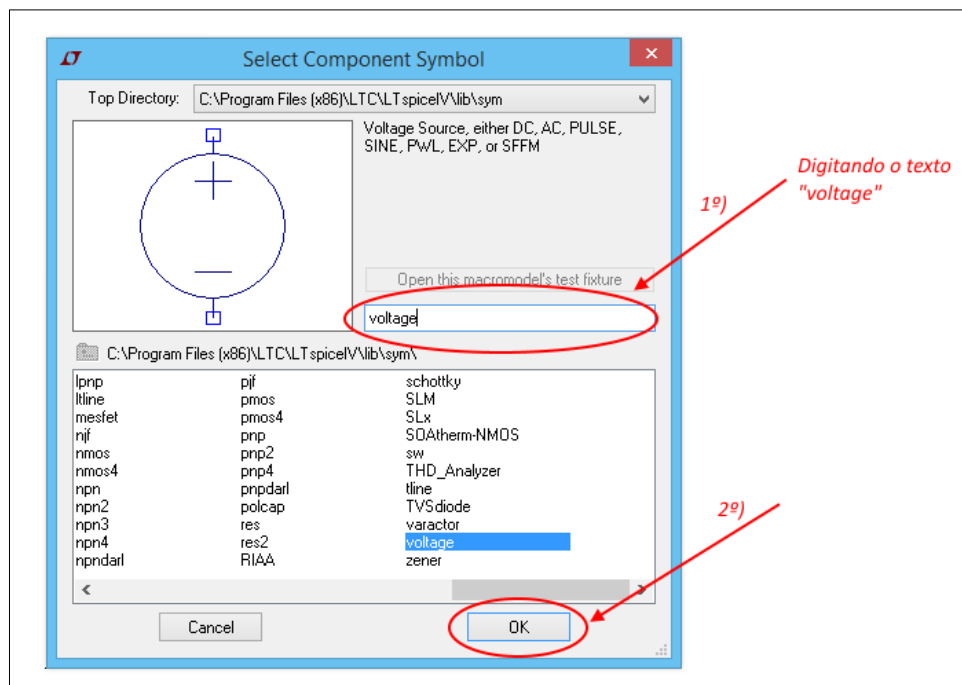 Select Component Symbol
Top Directory: C:\Program Files (x86)\LTC\LTspiceIV\lib\sym
Voltage Source, either DC, AC, PULSE,
SINE, PWL, EXP, or SFFM
Digitando o texto
"voltage"
1º)
Open this macromodel's test fixture
voltage
C:\Program Files (x86)\LTC\LTspiceIV\lib\sym\
lpnp pjf schottky
ltline pmos SLM
mesfet pmos4 SLx
njf pnp SOAtherm-NMOS
nmos pnp2 sw
nmos4 pnp4 THD_Analyzer
npn pnpdarl tline
npn2 polcap TVSdiode
npn3 res varactor
npn4 res2 voltage
npndarl RIAA zener
2º)
Cancel OK